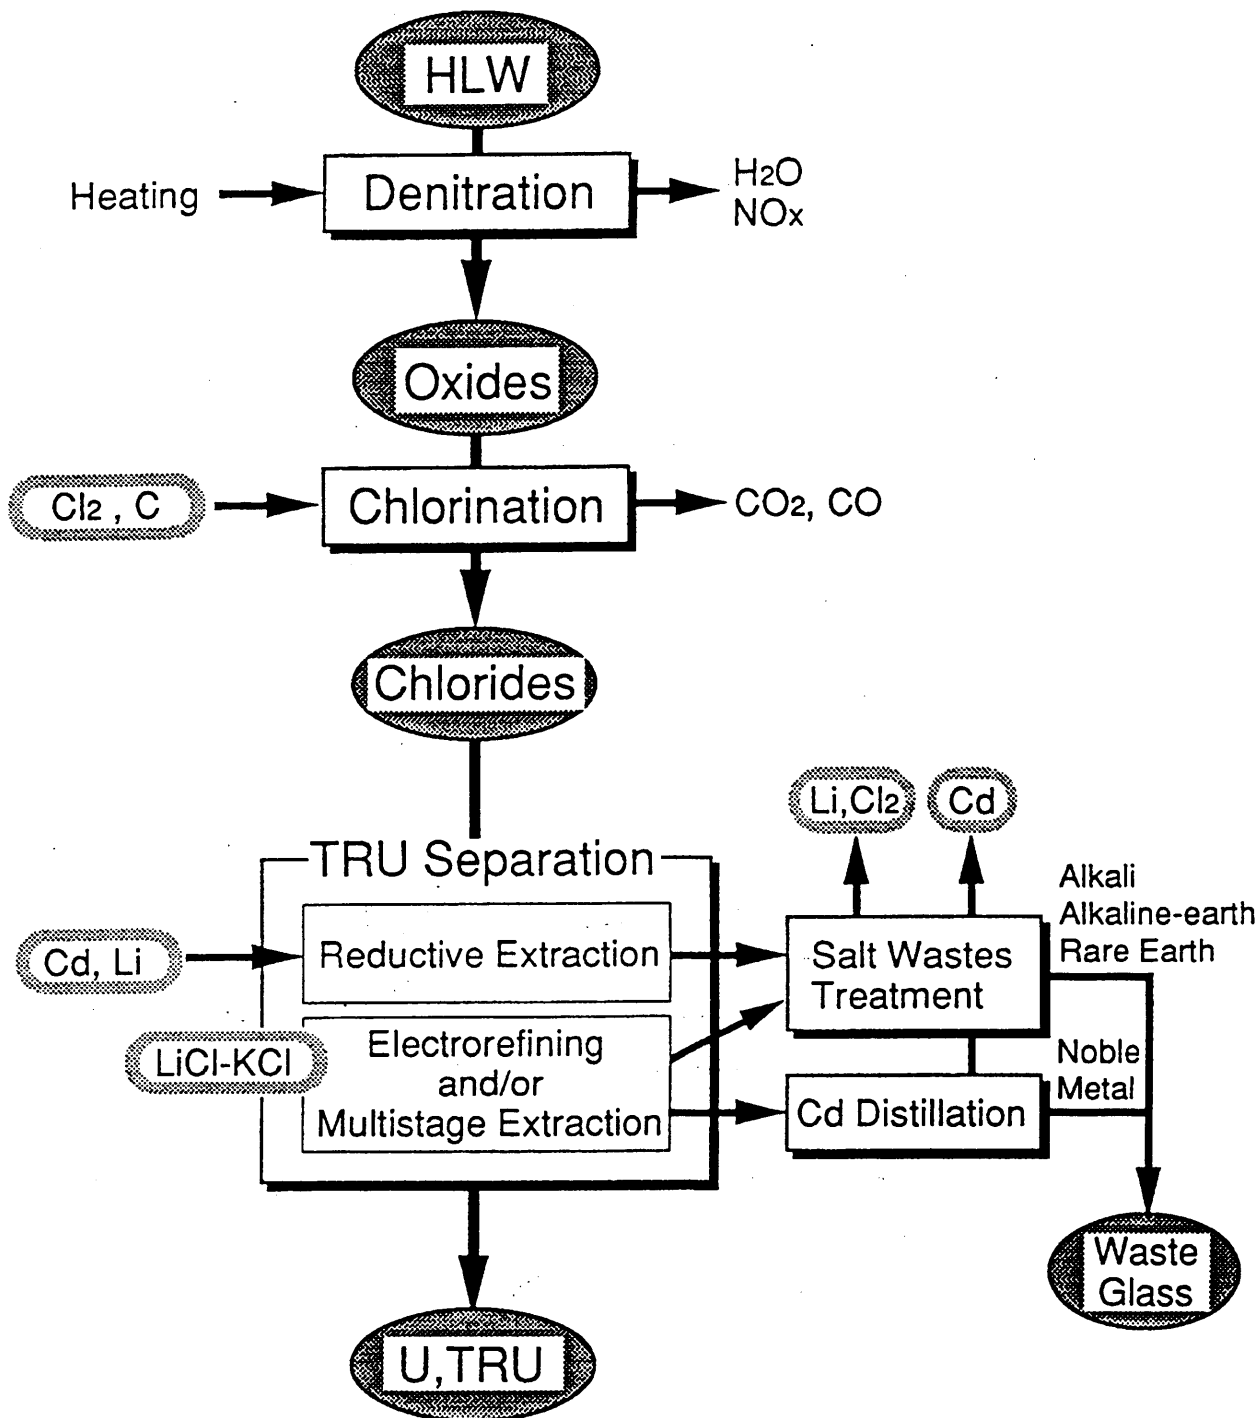 HLW
Heating
Denitration
H2O
NOx
Oxides
Cl2 , C
Chlorination
CO2, CO
Chlorides
Li,Cl2
Cd
TRU Separation
Alkali
Alkaline-earth
Rare Earth
Cd, Li
Reductive Extraction
Salt Wastes
Treatment
LiCl-KCl
Electrorefining
and/or
Multistage Extraction
Noble
Metal
Cd Distillation
Waste
Glass
U,TRU